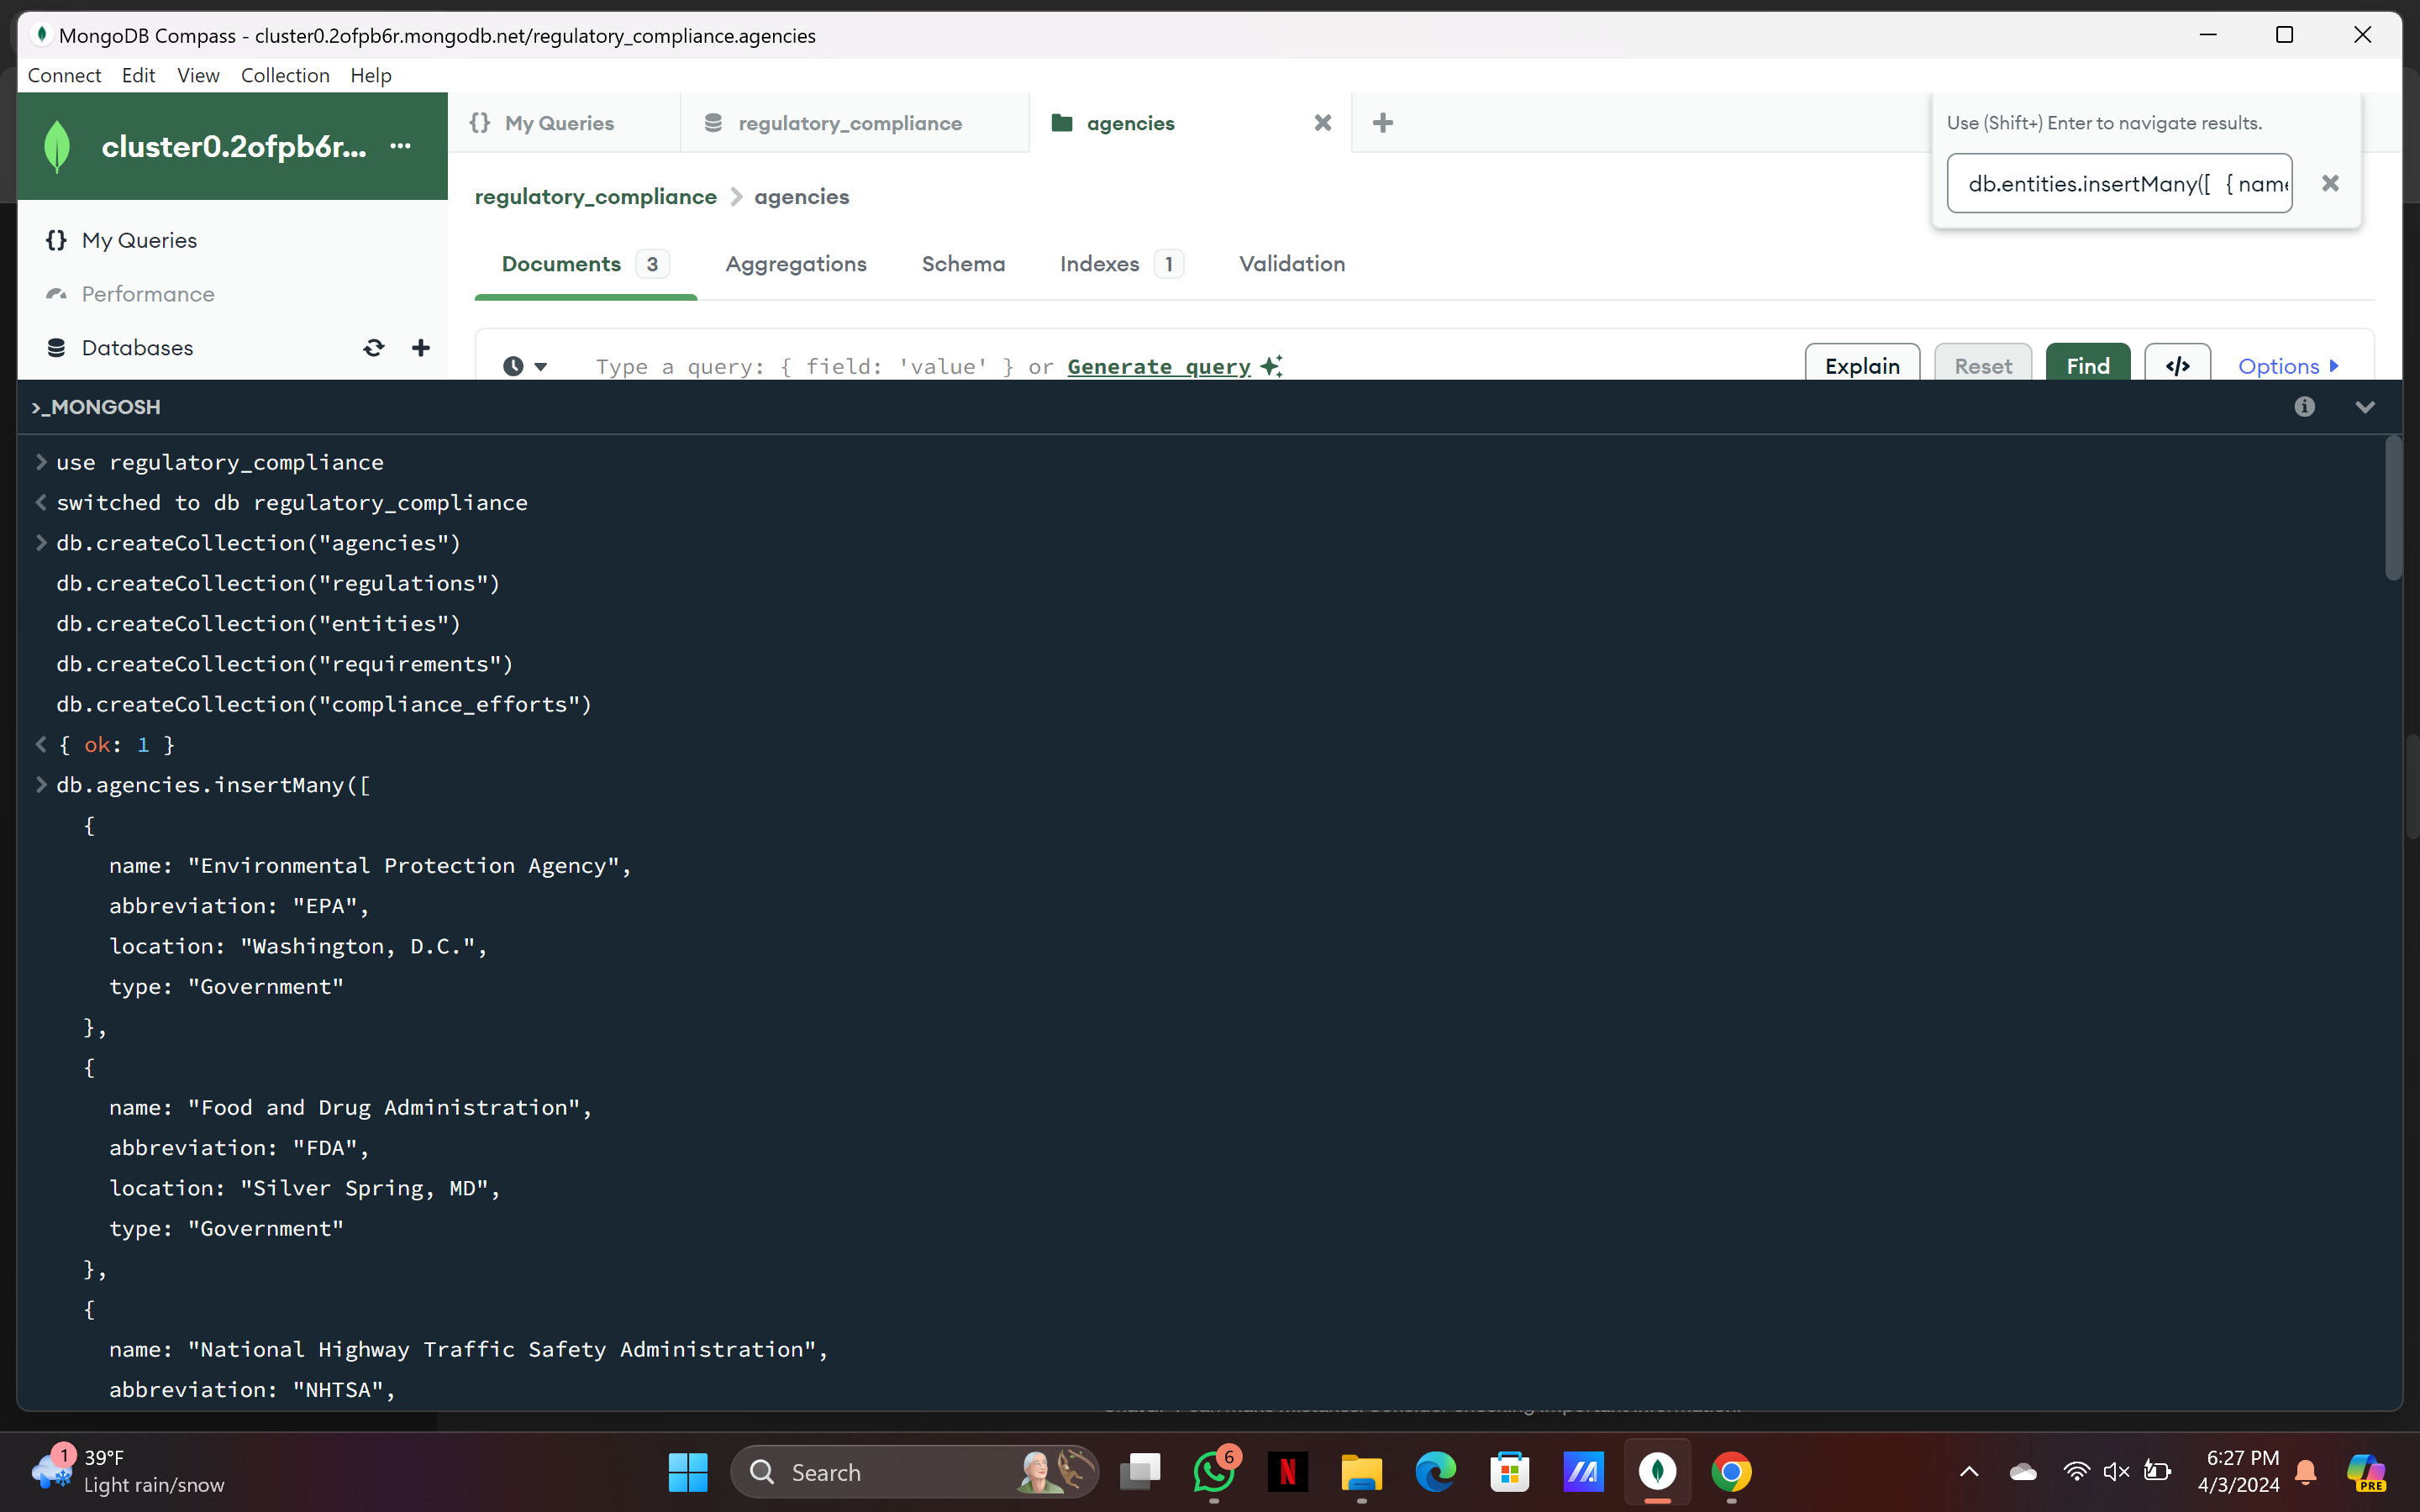 MongoDB Compass - cluster0.2ofpb6r.mongodb.net/regulatory_compliance.agencies
Connect Edit View Collection Help
cluster0.2ofpb6r... ···
My Queries
Performance
Databases
{} My Queries
regulatory_compliance
agencies
Use (Shift+) Enter to navigate results.
db.entities.insertMany([ { name
regulatory_compliance > agencies
Documents 3 Aggregations Schema Indexes 1 Validation
Type a query: { field: 'value' } or Generate query
Explain Reset Find </> Options
>_MONGOSH
> use regulatory_compliance
< switched to db regulatory_compliance
> db.createCollection("agencies")
db.createCollection("regulations")
db.createCollection("entities")
db.createCollection("requirements")
db.createCollection("compliance_efforts")
< { ok: 1 }
> db.agencies.insertMany([
{
name: "Environmental Protection Agency",
abbreviation: "EPA",
location: "Washington, D.C.",
type: "Government"
},
{
name: "Food and Drug Administration",
abbreviation: "FDA",
location: "Silver Spring, MD",
type: "Government"
},
{
name: "National Highway Traffic Safety Administration",
abbreviation: "NHTSA",
1
39°F
Light rain/snow
Search
6
N
6:27 PM
4/3/2024
PRE